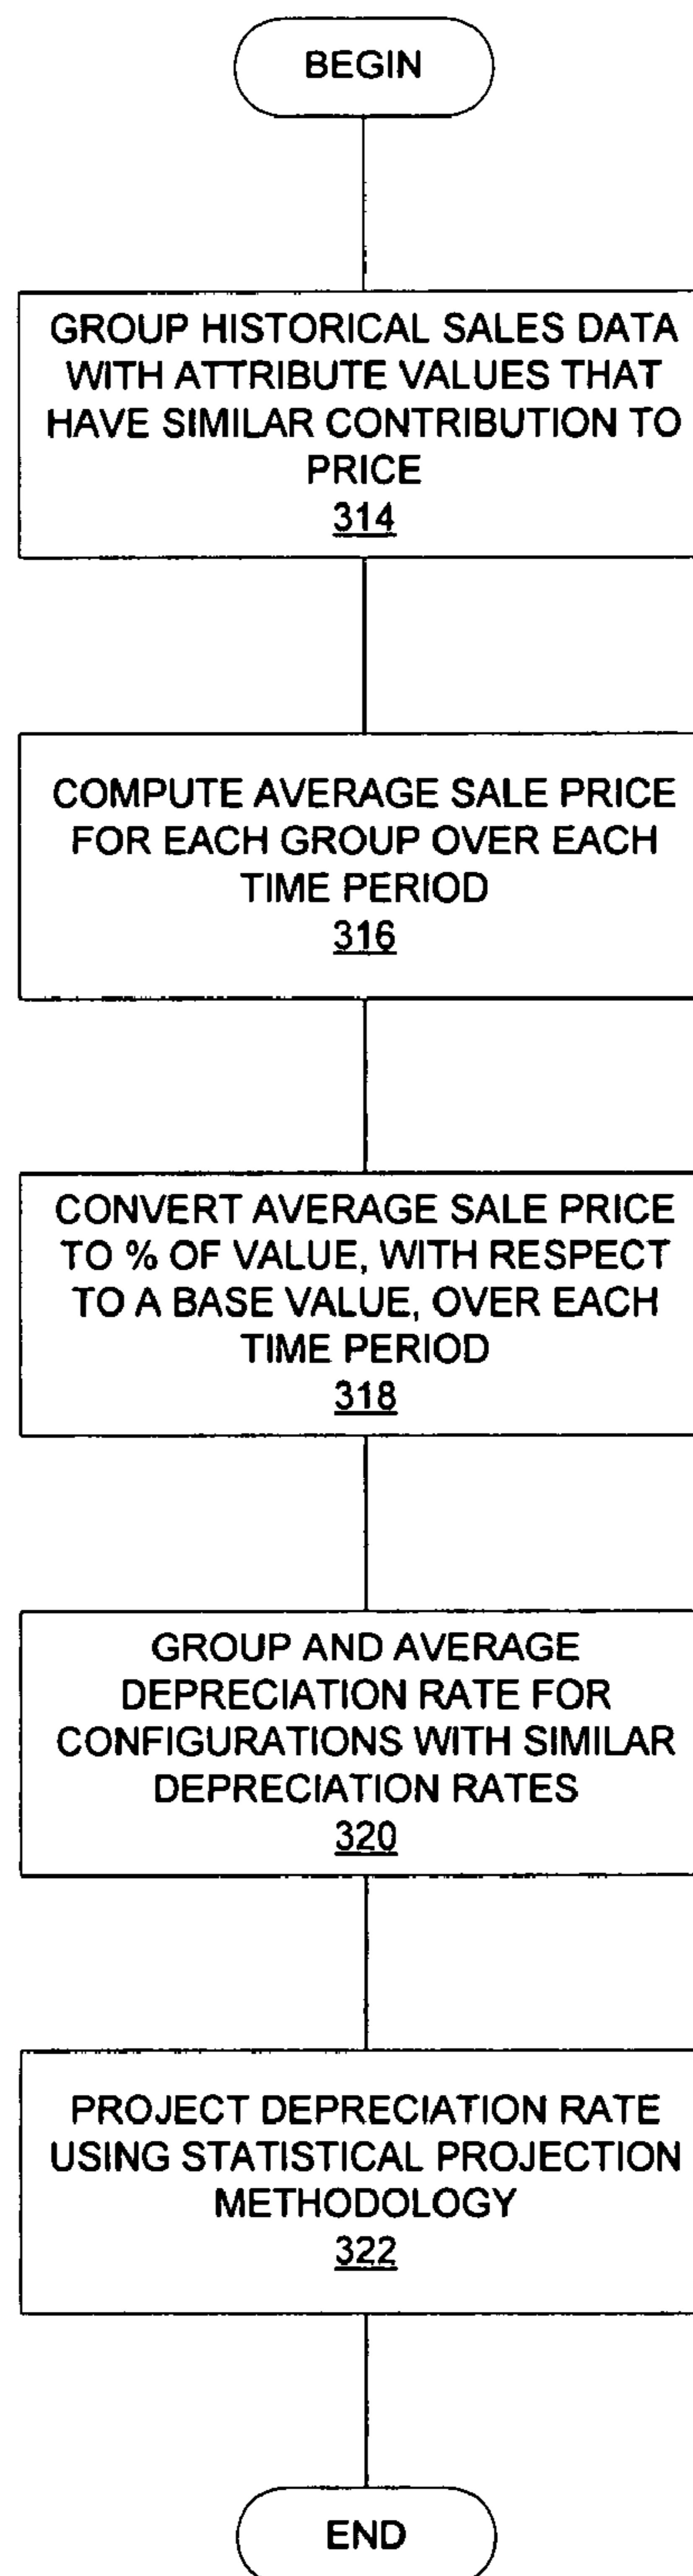 BEGIN
GROUP HISTORICAL SALES DATA
WITH ATTRIBUTE VALUES THAT
HAVE SIMILAR CONTRIBUTION TO
PRICE
314
COMPUTE AVERAGE SALE PRICE
FOR EACH GROUP OVER EACH
TIME PERIOD
316
CONVERT AVERAGE SALE PRICE
TO % OF VALUE, WITH RESPECT
TO A BASE VALUE, OVER EACH
TIME PERIOD
318
GROUP AND AVERAGE
DEPRECIATION RATE FOR
CONFIGURATIONS WITH SIMILAR
DEPRECIATION RATES
320
PROJECT DEPRECIATION RATE
USING STATISTICAL PROJECTION
METHODOLOGY
322
END